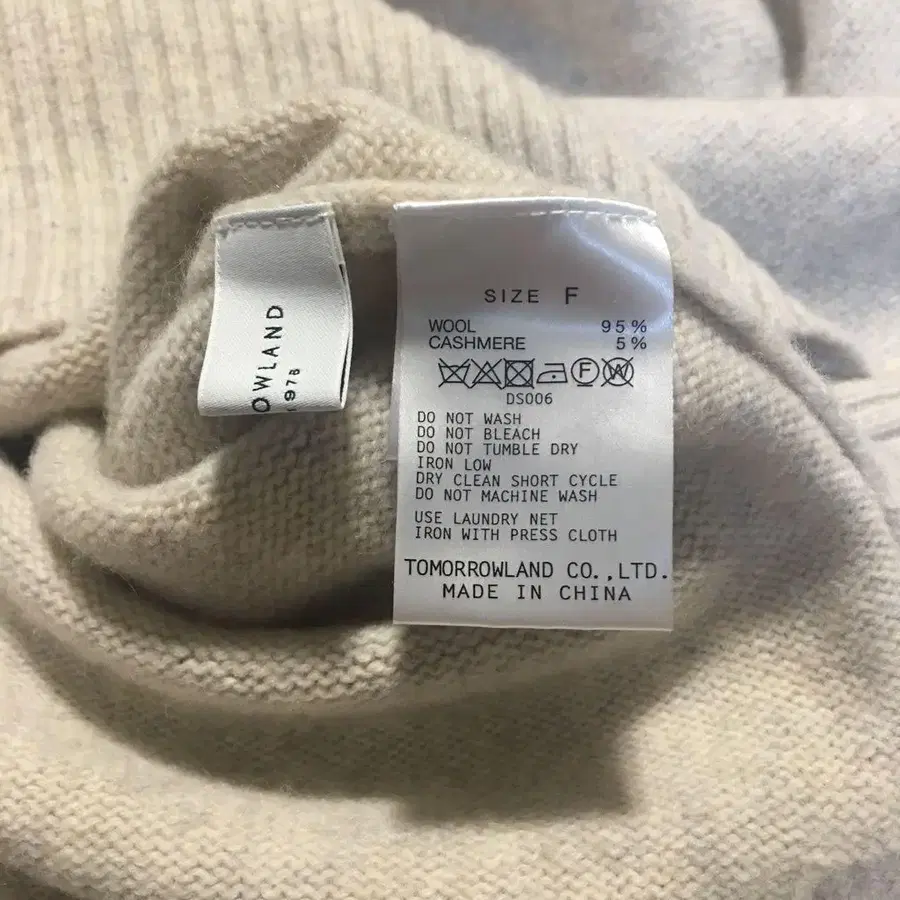 OWLAND
1976
SIZE F
WOOL 95%
CASHMERE 5%
F W
DS006
DO NOT WASH
DO NOT BLEACH
DO NOT TUMBLE DRY
IRON LOW
DRY CLEAN SHORT CYCLE
DO NOT MACHINE WASH
USE LAUNDRY NET
IRON WITH PRESS CLOTH
TOMORROWLAND CO.,LTD.
MADE IN CHINA